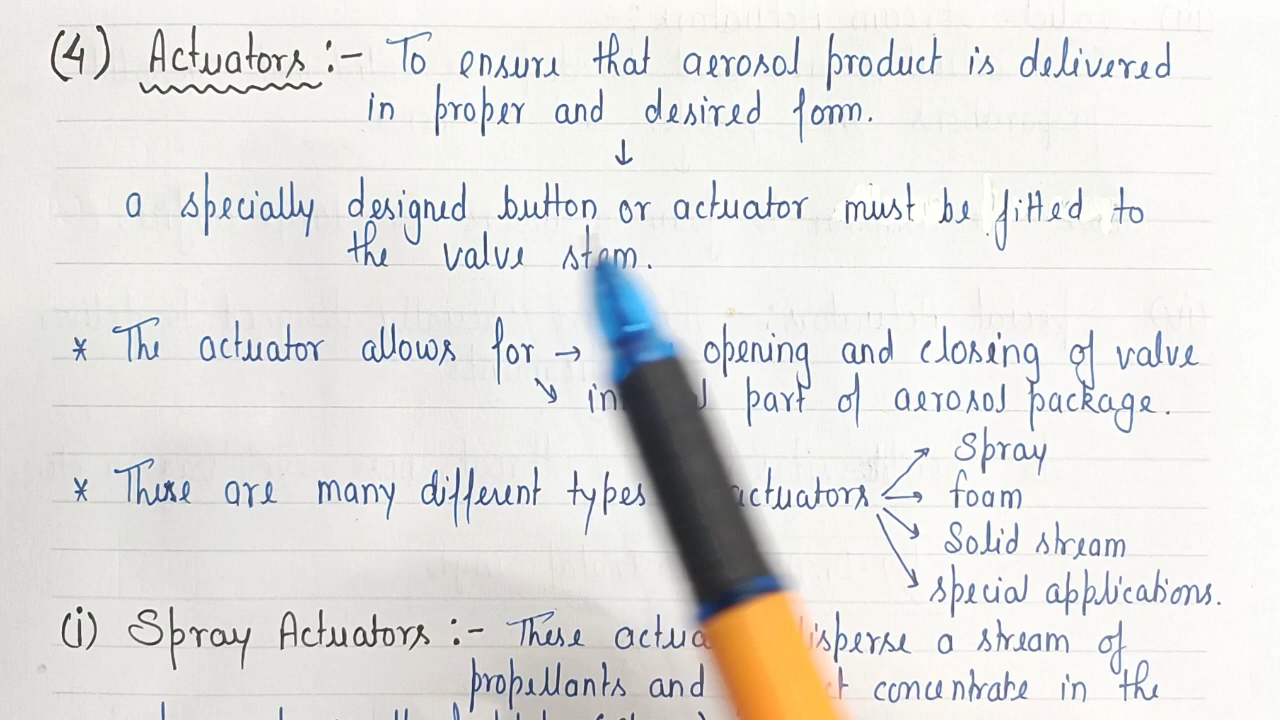 (4) Actuators :- To ensure that aerosol product is delivered
in proper and desired form.
↓
a specially designed button or actuator must be fitted to
the valve stem.
* The actuator allows for → opening and closing of valve
↘ part of aerosol package.
* There are many different types actuators
Spray
foam
Solid stream
special applications.
(i) Spray Actuators :- These disperse a stream of
propellants and concentrate in the